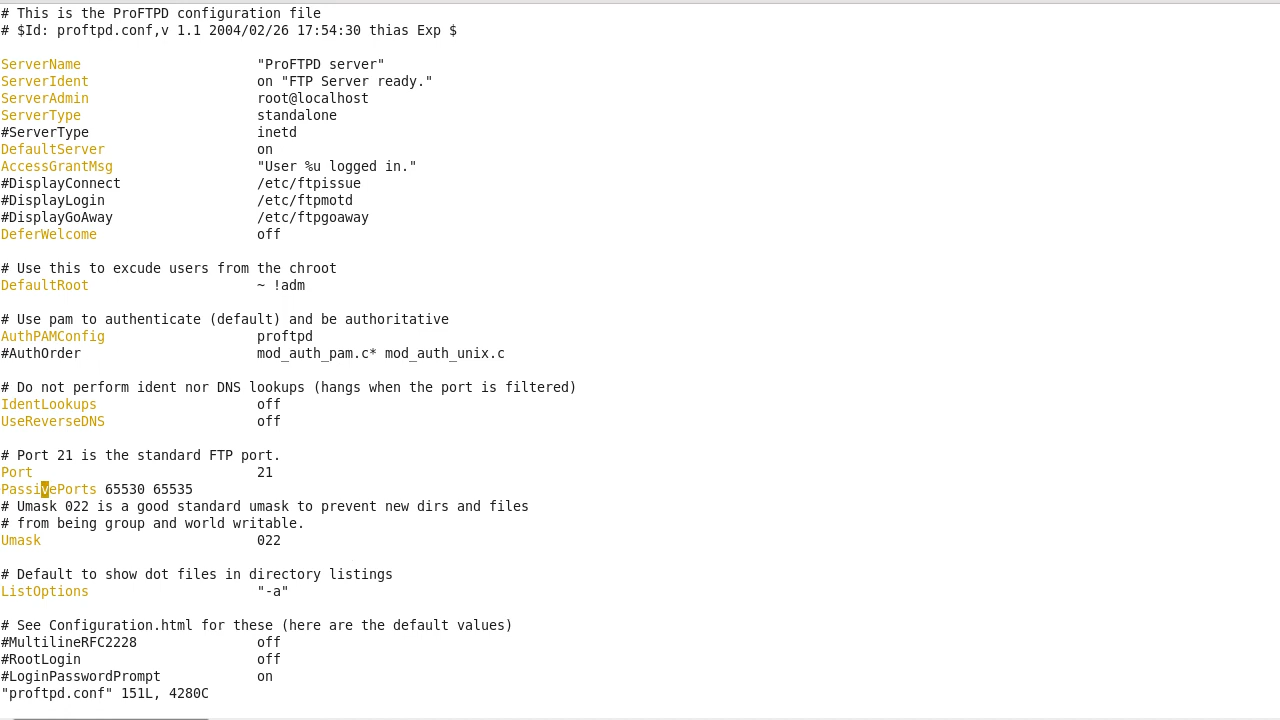 # This is the ProFTPD configuration file
# $Id: proftpd.conf,v 1.1 2004/02/26 17:54:30 thias Exp $

ServerName                      "ProFTPD server"
ServerIdent                     on "FTP Server ready."
ServerAdmin                     root@localhost
ServerType                      standalone
#ServerType                     inetd
DefaultServer                   on
AccessGrantMsg                  "User %u logged in."
#DisplayConnect                 /etc/ftpissue
#DisplayLogin                   /etc/ftpmotd
#DisplayGoAway                  /etc/ftpgoaway
DeferWelcome                    off

# Use this to excude users from the chroot
DefaultRoot                     ~ !adm

# Use pam to authenticate (default) and be authoritative
AuthPAMConfig                   proftpd
#AuthOrder                      mod_auth_pam.c* mod_auth_unix.c

# Do not perform ident nor DNS lookups (hangs when the port is filtered)
IdentLookups                    off
UseReverseDNS                   off

# Port 21 is the standard FTP port.
Port                            21
PassivePorts 65530 65535
# Umask 022 is a good standard umask to prevent new dirs and files
# from being group and world writable.
Umask                           022

# Default to show dot files in directory listings
ListOptions                     "-a"

# See Configuration.html for these (here are the default values)
#MultilineRFC2228               off
#RootLogin                      off
#LoginPasswordPrompt            on
"proftpd.conf" 151L, 4280C